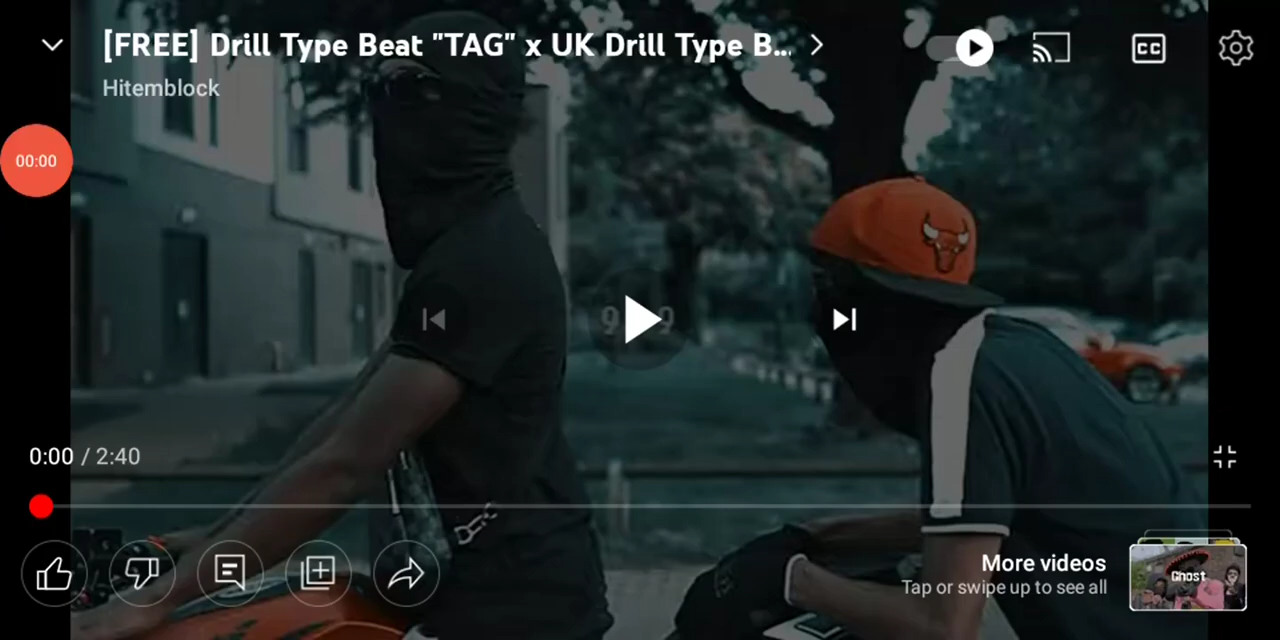 [FREE] Drill Type Beat "TAG" x UK Drill Type B...
Hitemblock
CC
00:00
0:00 / 2:40
More videos
Tap or swipe up to see all
Ghost